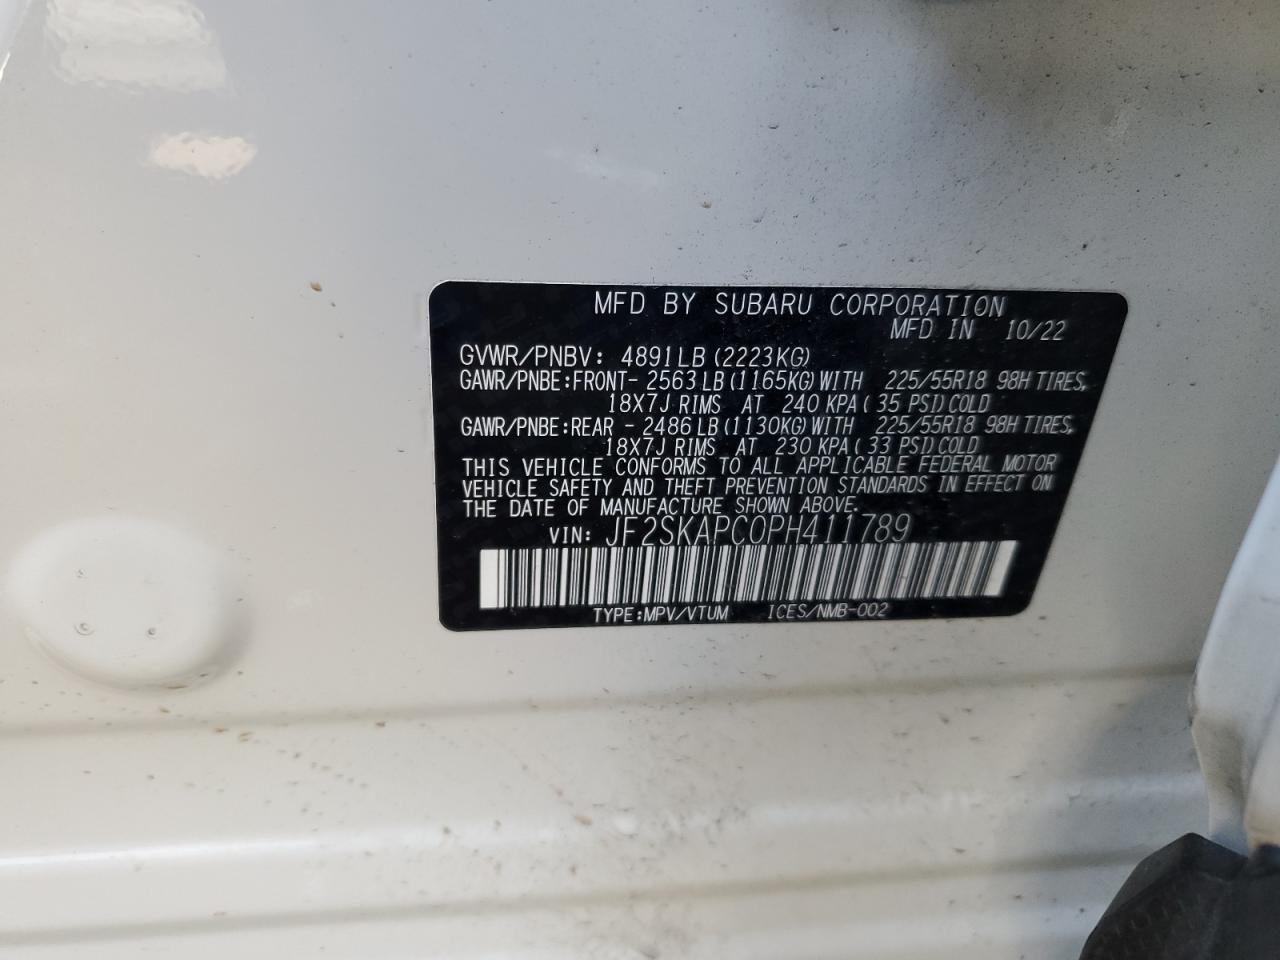 MFD BY SUBARU CORPORATION
MFD IN 10/22
GVWR/PNBV: 4891LB (2223KG)
GAWR/PNBE:FRONT- 2563LB (1165KG) WITH 225/55R18 98H TIRES,
18X7J RIMS AT 240 KPA ( 35 PSI) COLD
GAWR/PNBE:REAR - 2486LB (1130KG) WITH 225/55R18 98H TIRES,
18X7J RIMS AT 230 KPA ( 33 PSI) COLD
THIS VEHICLE CONFORMS TO ALL APPLICABLE FEDERAL MOTOR
VEHICLE SAFETY AND THEFT PREVENTION STANDARDS IN EFFECT ON
THE DATE OF MANUFACTURE SHOWN ABOVE.
VIN: JF2SKAPC0PH411789
TYPE:MPV/VTUM ICES/NMB-002